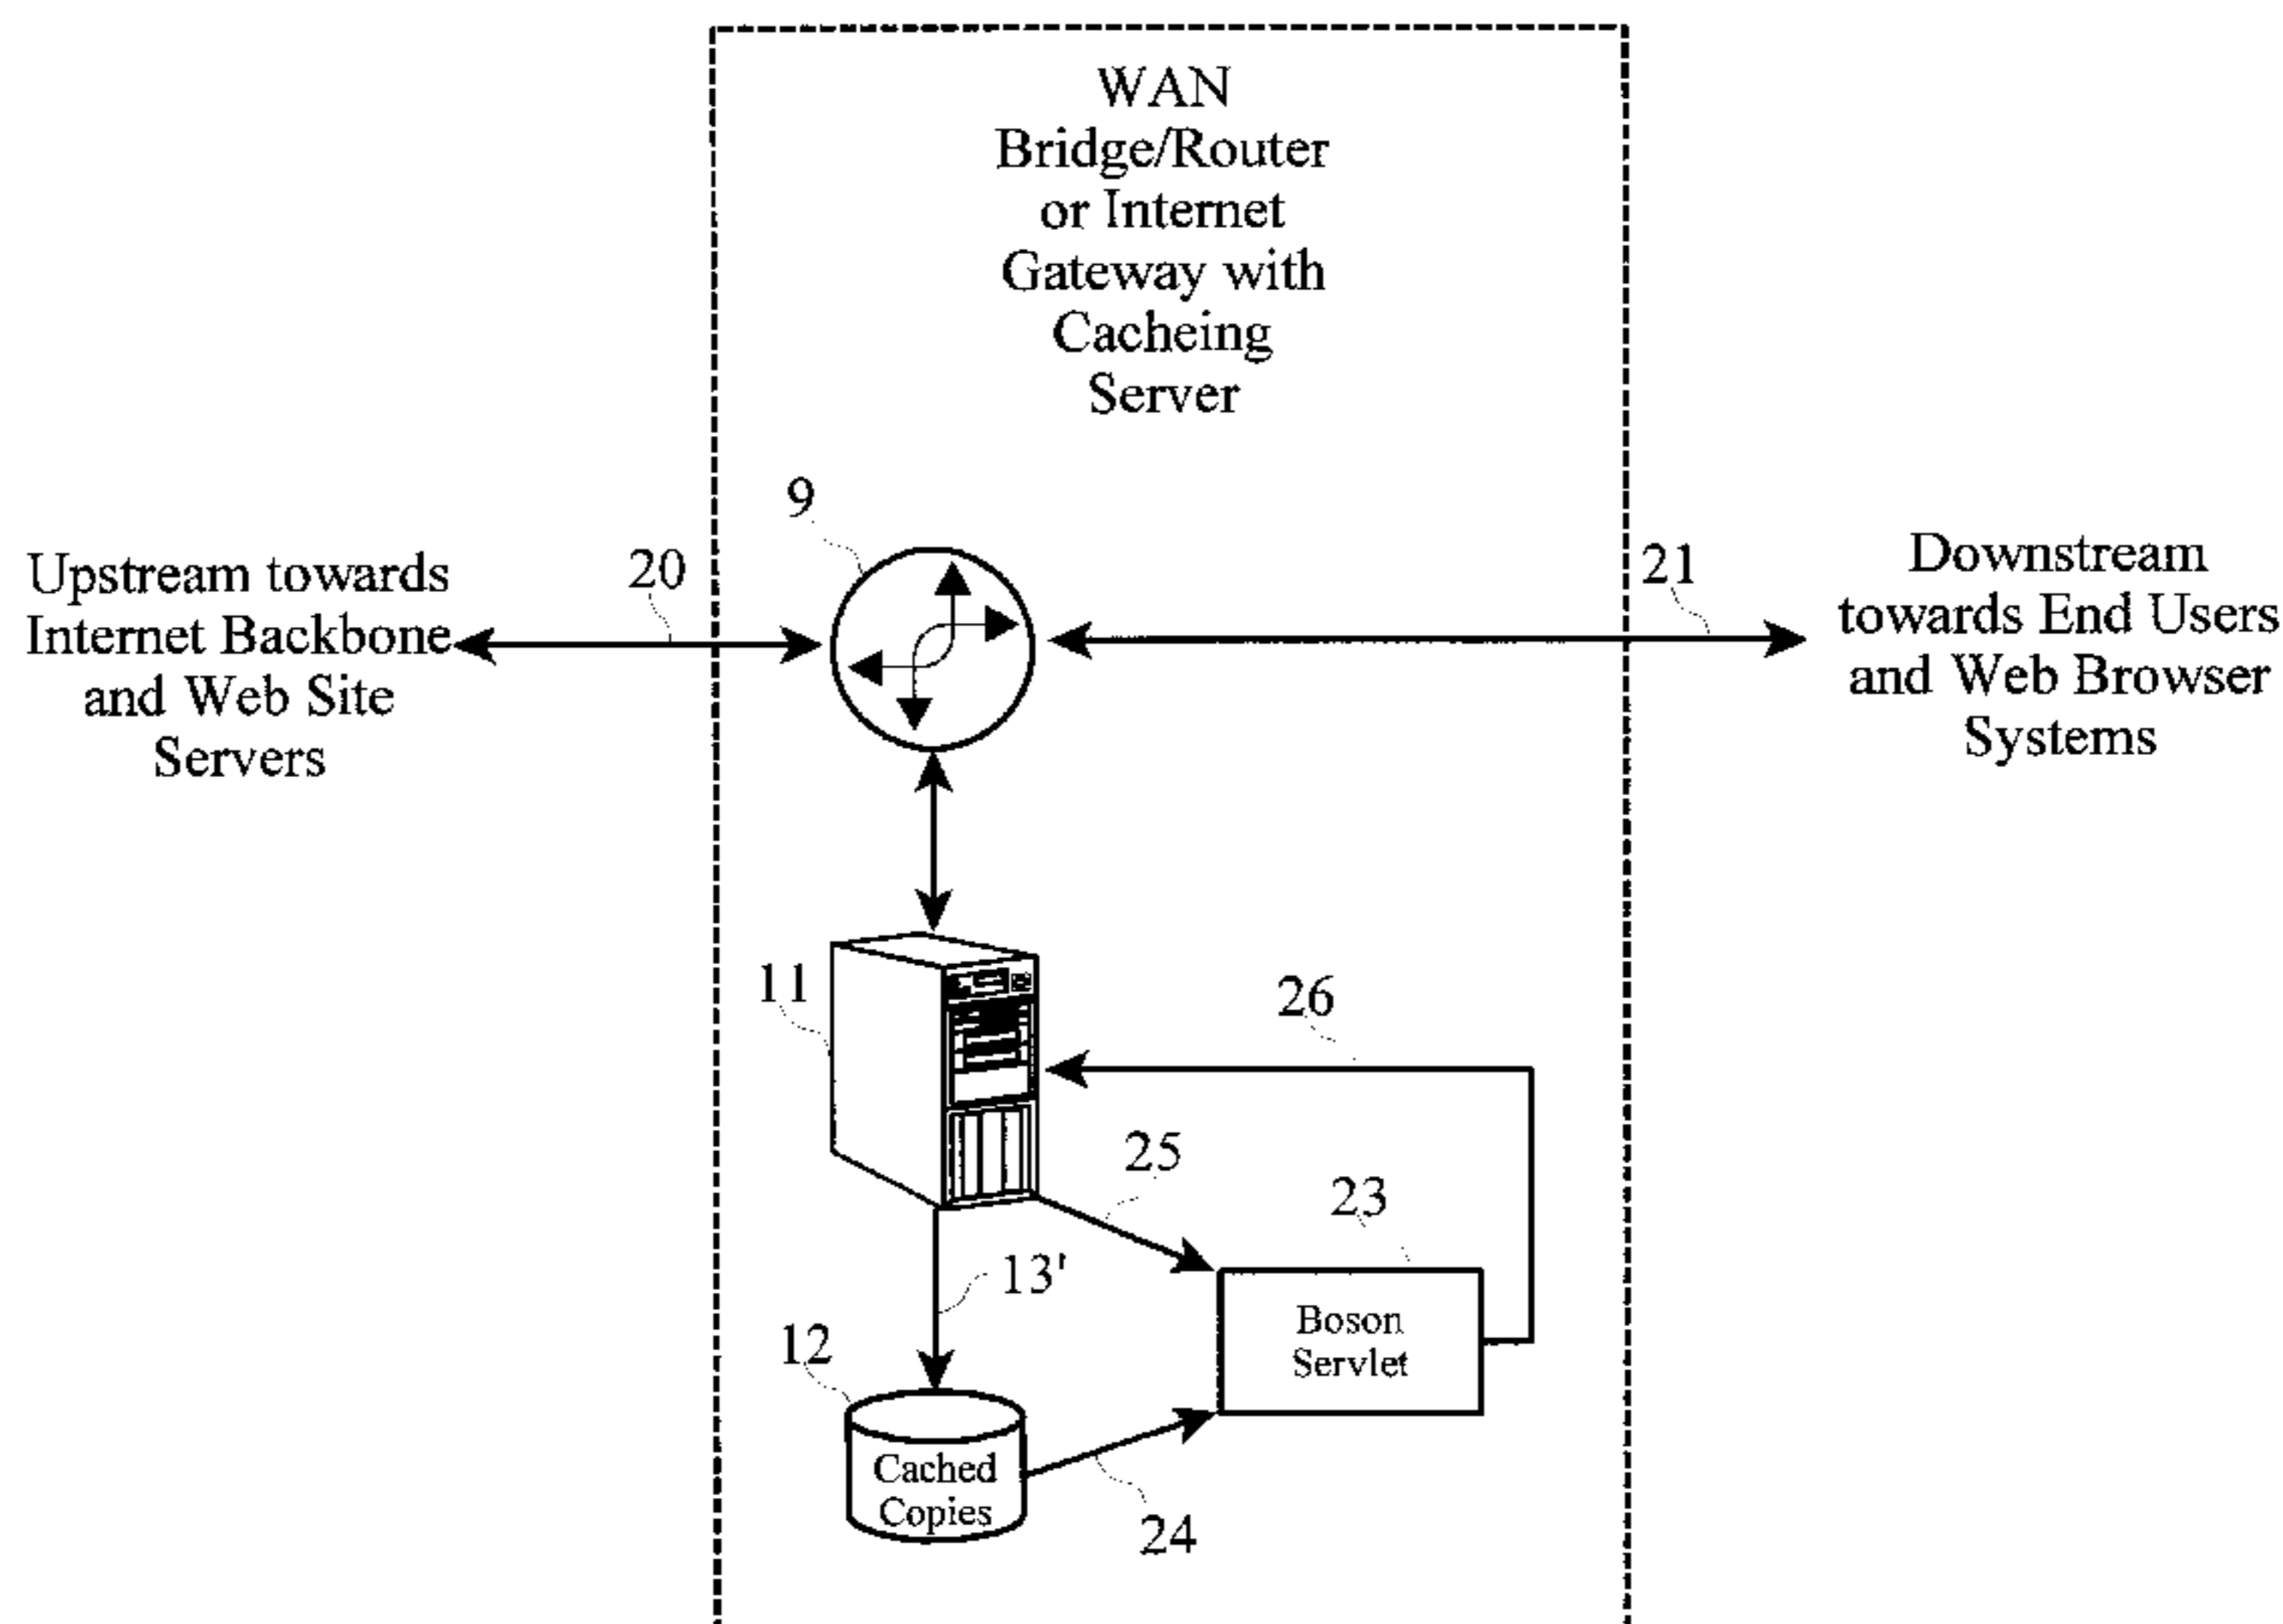 WAN
Bridge/Router
or Internet
Gateway with
Cacheing
Server
9
Upstream towards
Internet Backbone
and Web Site
Servers
20
21
Downstream
towards End Users
and Web Browser
Systems
11
26
25
23
13'
Boson
Servlet
12
Cached
Copies
24